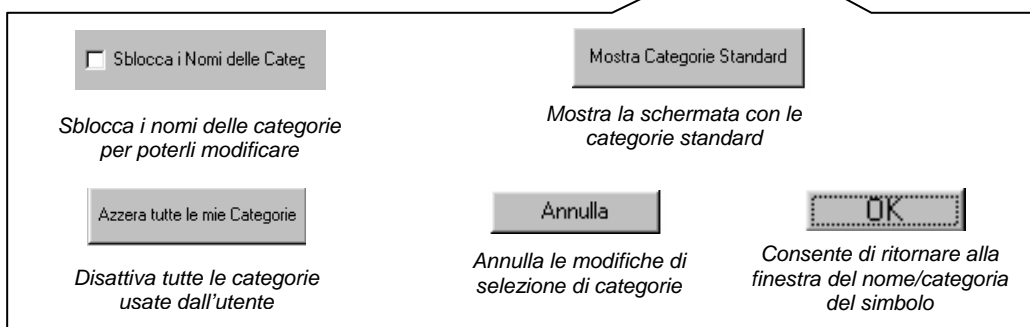 Sblocca i Nomi delle Categ
Mostra Categorie Standard
Sblocca i nomi delle categorie
per poterli modificare
Mostra la schermata con le
categorie standard
Azzera tutte le mie Categorie
Annulla
OK
Disattiva tutte le categorie
usate dall'utente
Annulla le modifiche di
selezione di categorie
Consente di ritornare alla
finestra del nome/categoria
del simbolo